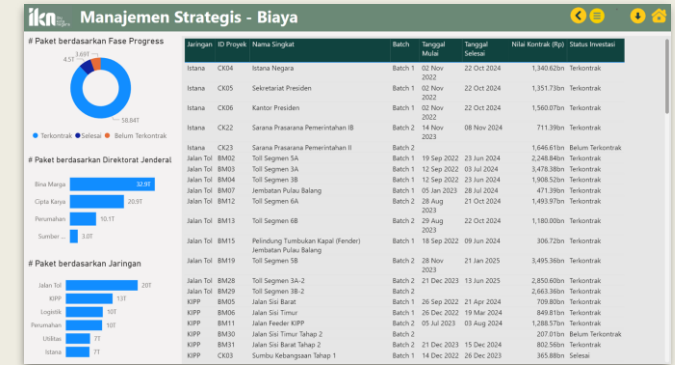 ikn Manajemen Strategis - Biaya
# Paket berdasarkan Fase Progress
3.69T
4.5T
58.84T
Terkontrak Selesai Belum Terkontrak
# Paket berdasarkan Direktorat Jenderal
Bina Marga 32.9T
Cipta Karya 20.9T
Perumahan 10.1T
Sumber ... 3.0T
# Paket berdasarkan Jaringan
Jalan Tol 20T
KIPP 13T
Logistik 10T
Perumahan 10T
Utilitas 7T
Istana 7T
Jaringan ID Proyek Nama Singkat Batch Tanggal Mulai Tanggal Selesai Nilai Kontrak (Rp) Status Investasi
Istana CK04 Istana Negara Batch 1 02 Nov 2022 22 Oct 2024 1,340.62bn Terkontrak
Istana CK05 Sekretariat Presiden Batch 1 02 Nov 2022 22 Oct 2024 1,351.73bn Terkontrak
Istana CK06 Kantor Presiden Batch 1 02 Nov 2022 22 Oct 2024 1,560.07bn Terkontrak
Istana CK22 Sarana Prasarana Pemerintahan IB Batch 2 14 Nov 2023 08 Nov 2024 711.39bn Terkontrak
Istana CK23 Sarana Prasarana Pemerintahan II Batch 2 1,646.61bn Belum Terkontrak
Jalan Tol BM02 Toll Segmen 5A Batch 1 19 Sep 2022 23 Jun 2024 2,248.84bn Terkontrak
Jalan Tol BM03 Toll Segmen 3A Batch 1 12 Sep 2022 03 Jul 2024 3,478.38bn Terkontrak
Jalan Tol BM04 Toll Segmen 3B Batch 1 12 Sep 2022 23 Jun 2024 1,908.52bn Terkontrak
Jalan Tol BM07 Jembatan Pulau Balang Batch 1 05 Jan 2023 28 Jul 2024 471.39bn Terkontrak
Jalan Tol BM12 Toll Segmen 6A Batch 2 28 Aug 2023 21 Oct 2024 1,493.97bn Terkontrak
Jalan Tol BM13 Toll Segmen 6B Batch 2 29 Aug 2023 22 Oct 2024 1,180.00bn Terkontrak
Jalan Tol BM15 Pelindung Tumbukan Kapal (Fender) Jembatan Pulau Balang Batch 1 18 Sep 2022 09 Jun 2024 306.72bn Terkontrak
Jalan Tol BM19 Toll Segmen 5B Batch 2 28 Nov 2023 21 Jan 2025 3,495.36bn Terkontrak
Jalan Tol BM28 Toll Segmen 3A-2 Batch 2 21 Dec 2023 13 Jun 2025 2,850.60bn Terkontrak
Jalan Tol BM29 Toll Segmen 3B-2 Batch 2 2,663.36bn Terkontrak
KIPP BM05 Jalan Sisi Barat Batch 1 26 Sep 2022 21 Apr 2024 709.80bn Terkontrak
KIPP BM06 Jalan Sisi Timur Batch 1 26 Dec 2022 19 Mar 2024 849.81bn Terkontrak
KIPP BM11 Jalan Feeder KIPP Batch 2 05 Jul 2023 03 Aug 2024 1,288.57bn Terkontrak
KIPP BM30 Jalan Sisi Timur Tahap 2 Batch 2 207.01bn Belum Terkontrak
KIPP BM31 Jalan Sisi Barat Tahap 2 Batch 2 21 Dec 2023 15 Dec 2024 802.56bn Terkontrak
KIPP CK03 Sumbu Kebangsaan Tahap 1 Batch 1 14 Dec 2022 26 Dec 2023 365.88bn Selesai